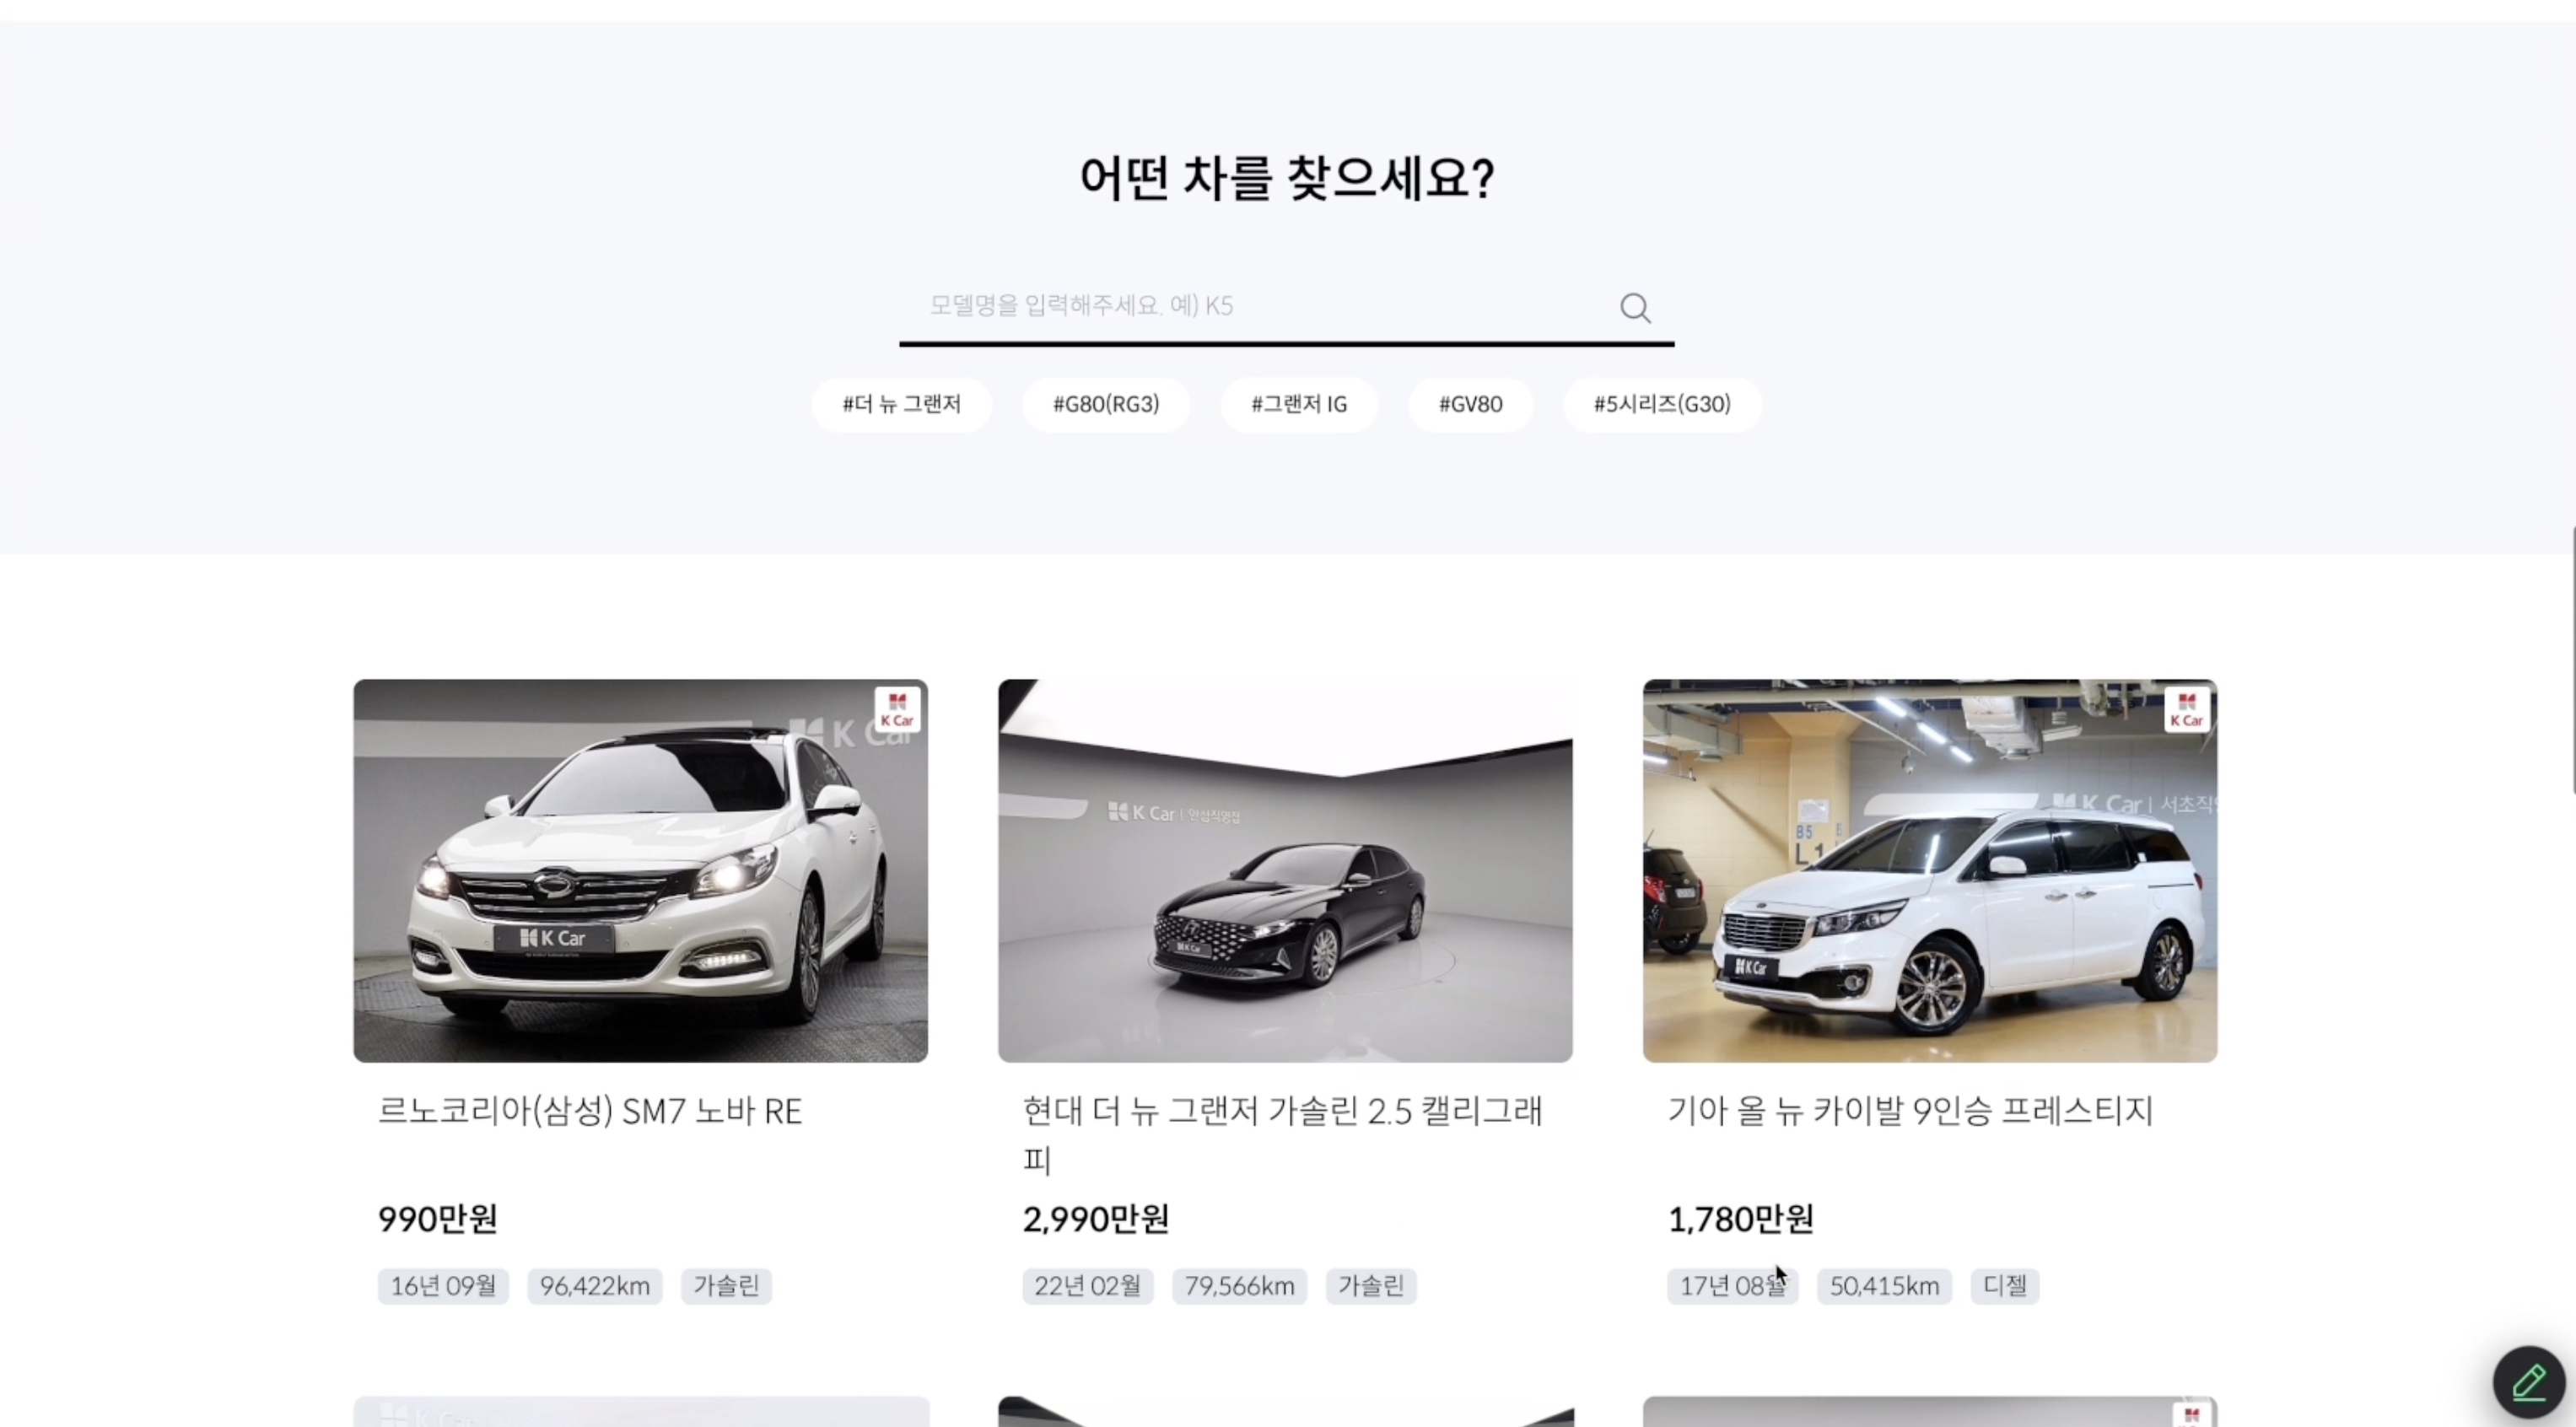 어떤 차를 찾으세요?
모델명을 입력해주세요. 예) K5
#더 뉴 그랜저 #G80(RG3) #그랜저 IG #GV80 #5시리즈(G30)
K Car
K Car
K Car
K Car | 안성직영점
K Car
K Car
B5
L1
K Car | 서초직
K Car
르노코리아(삼성) SM7 노바 RE
990만원
16년 09월 96,422km 가솔린
현대 더 뉴 그랜저 가솔린 2.5 캘리그래
피
2,990만원
22년 02월 79,566km 가솔린
기아 올 뉴 카이발 9인승 프레스티지
1,780만원
17년 08월 50,415km 디젤
K Car